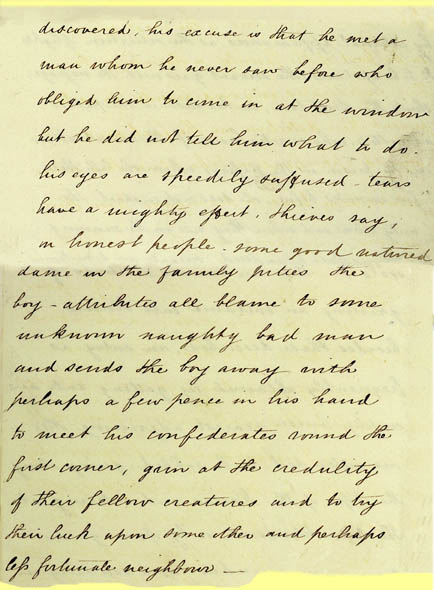 discovered, his excuse is that he met a
man whom he never saw before who
obliged him to come in at the window
but he did not tell him what to do.
his eyes are speedily suffused - tears
have a mighty effect, thieves say,
on honest people - some good natured
dame in the family pities the
boy - attributes all blame to some
unknown naughty bad man
and sends the boy away with
perhaps a few pence in his hand
to meet his confederates round the
first corner, at the credulity
of their fellow creatures and to try
their luck upon some other and perhaps
less fortunate neighbour —